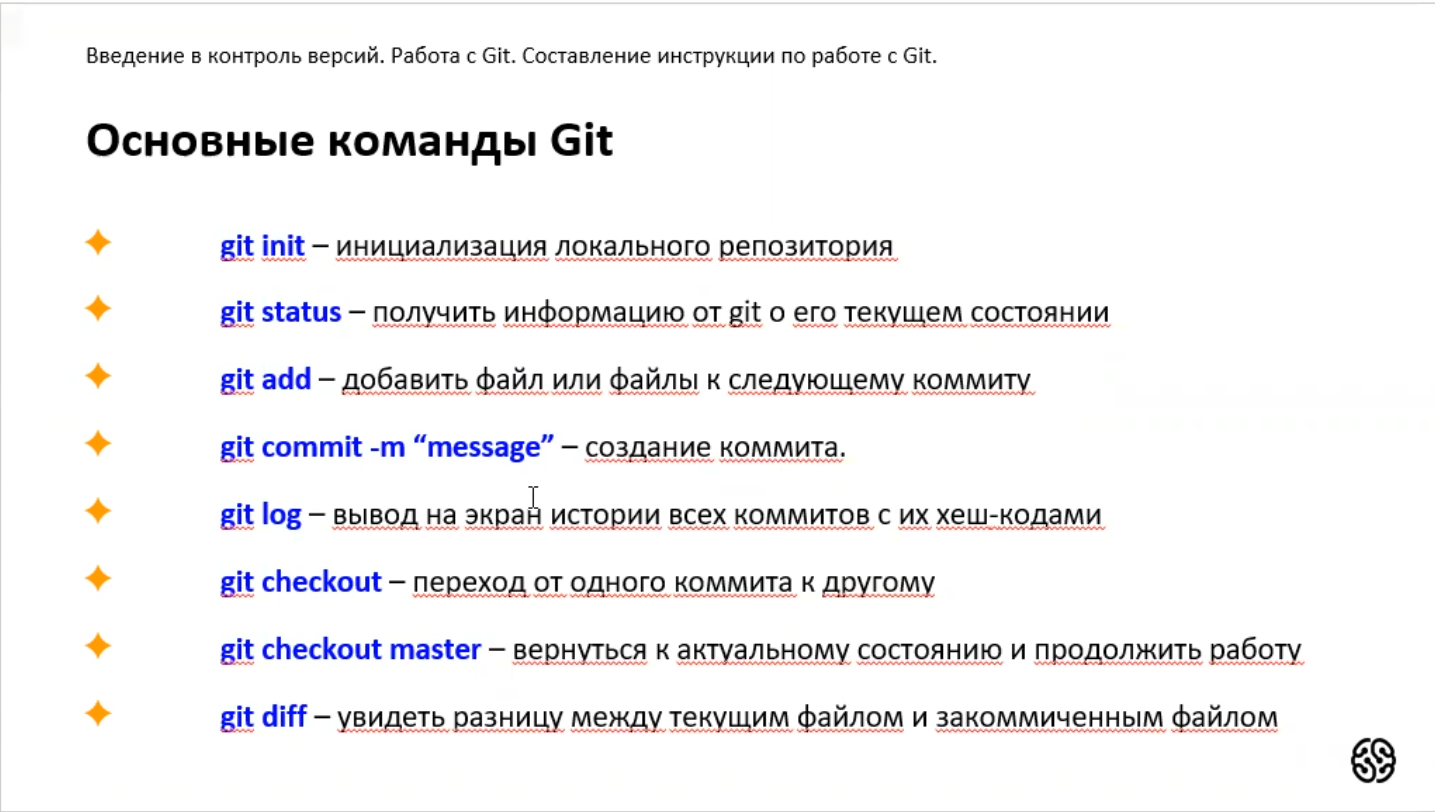 Введение в контроль версий. Работа с Git. Составление инструкции по работе с Git.
Основные команды Git
git init – инициализация локального репозитория
git status – получить информацию от git о его текущем состоянии
git add – добавить файл или файлы к следующему коммиту
git commit -m “message” – создание коммита.
git log – вывод на экран истории всех коммитов с их хеш-кодами
git checkout – переход от одного коммита к другому
git checkout master – вернуться к актуальному состоянию и продолжить работу
git diff – увидеть разницу между текущим файлом и закоммиченным файлом